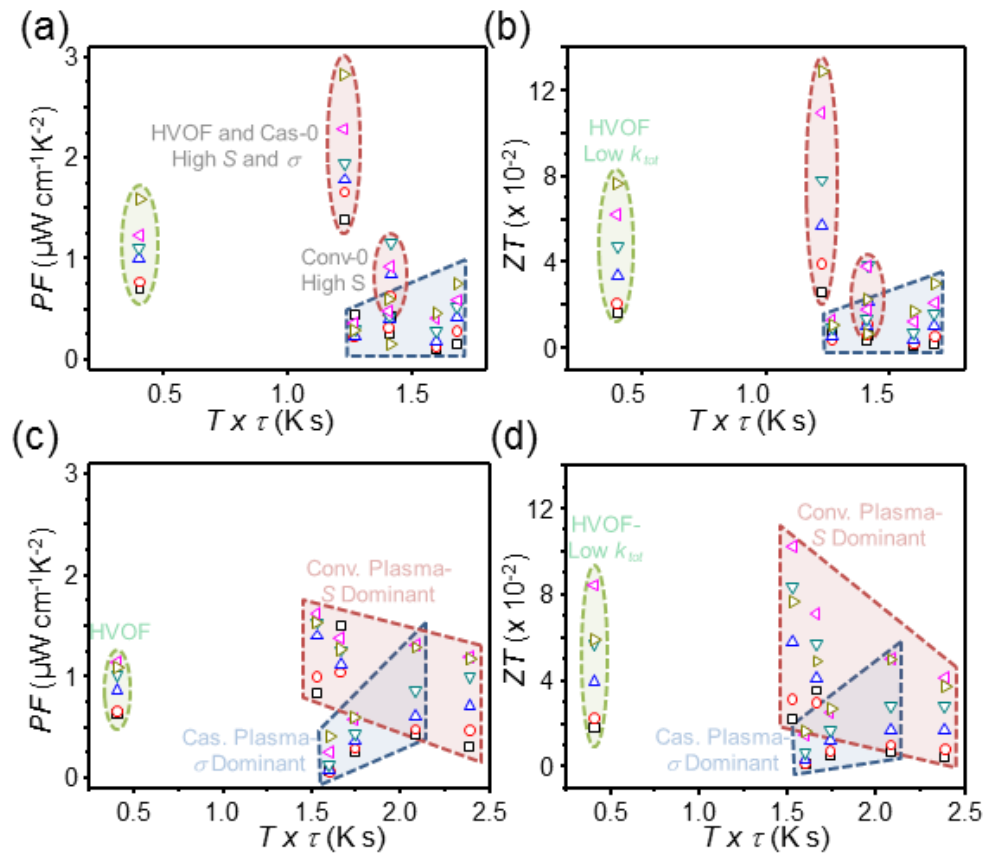 (a)
3
2
1
0
PF (µW cm-1K-2)
HVOF and Cas-0
High S and σ
Conv-0
High S
0.5
1.0
1.5
T x τ (K s)
(b)
12
8
4
0
ZT (x 10-2)
HVOF
Low ktot
0.5
1.0
1.5
T x τ (K s)
(c)
3
2
1
0
PF (µW cm-1K-2)
HVOF
Conv. Plasma-
S Dominant
Cas. Plasma-
σ Dominant
0.5
1.0
1.5
2.0
2.5
T x τ (K s)
(d)
12
8
4
0
ZT (x 10-2)
HVOF-
Low ktot
Conv. Plasma-
S Dominant
Cas. Plasma-
σ Dominant
0.5
1.0
1.5
2.0
2.5
T x τ (K s)